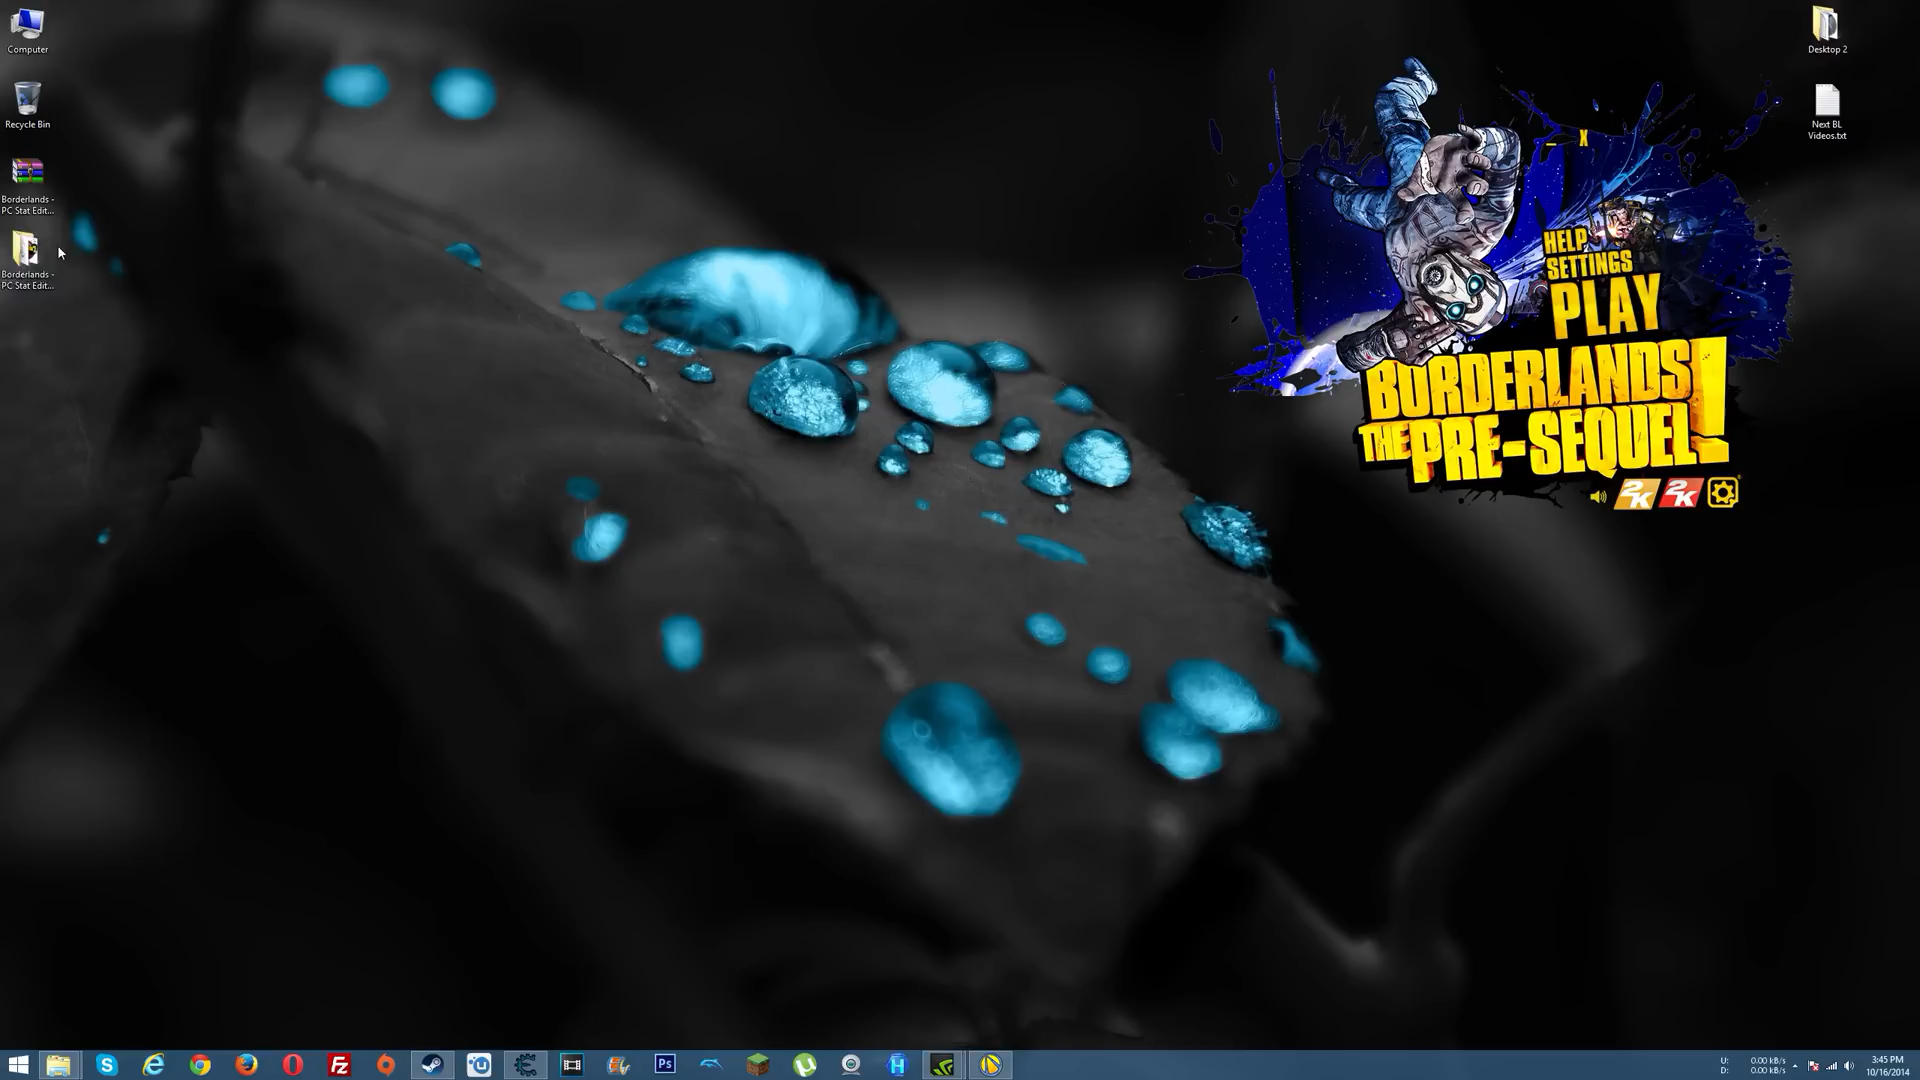 Computer
Recycle Bin
Borderlands -
PC Stat Edit...
Borderlands -
PC Stat Edit...
Desktop 2
Next BL
Videos.txt
_ X
HELP
SETTINGS
PLAY
BORDERLANDS
THE PRE-SEQUEL!
2K
2K
Fz
Ps
U: 0.00 kB/s
D: 0.00 kB/s
3:45 PM
10/16/2014